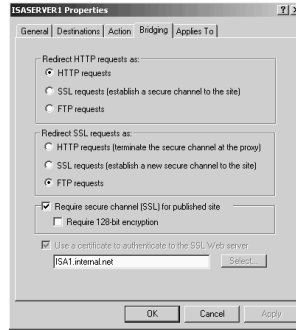 ISASERVER1 Properties
General Destinations Action Bridging Applies To
Redirect HTTP requests as:
HTTP requests
SSL requests (establish a secure channel to the site)
FTP requests
Redirect SSL requests as:
HTTP requests (terminate the secure channel at the proxy)
SSL requests (establish a new secure channel to the site)
FTP requests
Require secure channel (SSL) for published site
Require 128-bit encryption
Use a certificate to authenticate to the SSL Web server
ISA1.internal.net Select...
OK Cancel Apply